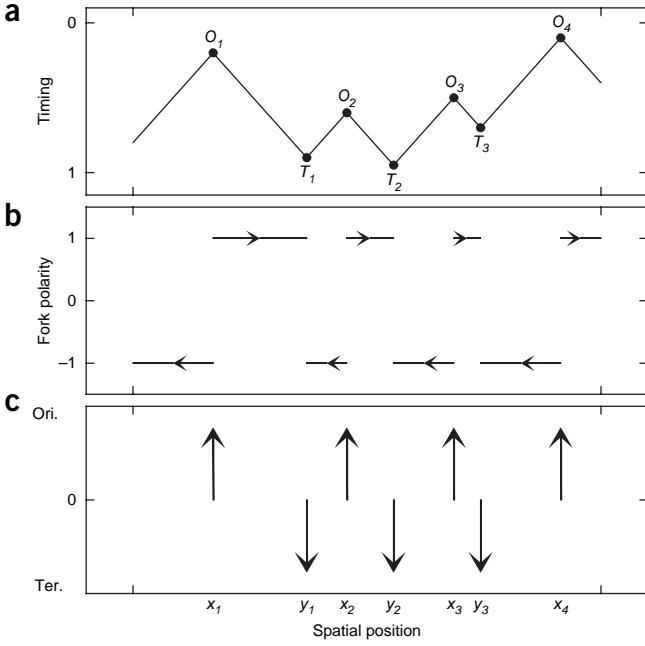 a
Timing
0
1
O1
O2
O3
O4
T1
T2
T3
b
Fork polarity
1
0
–1
c
Ori.
0
Ter.
x1 y1 x2 y2 x3 y3 x4
Spatial position